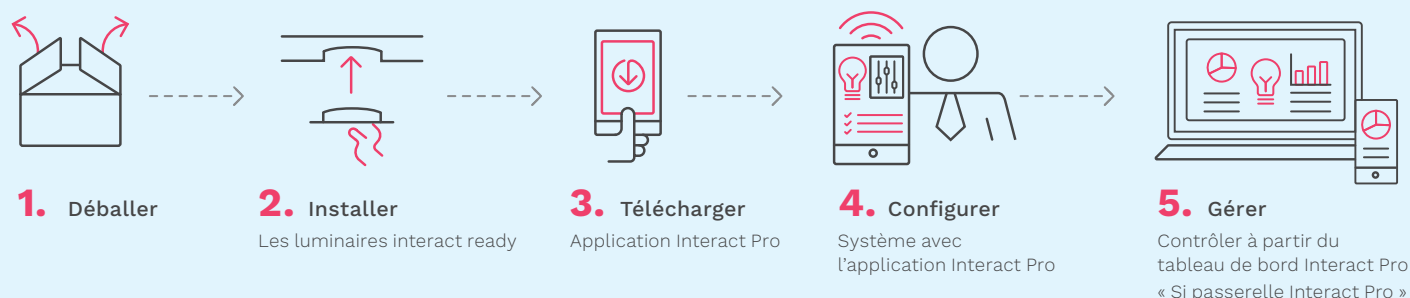 1. Déballer
2. Installer
Les luminaires interact ready
3. Télécharger
Application Interact Pro
4. Configurer
Système avec
l'application Interact Pro
5. Gérer
Contrôler à partir du
tableau de bord Interact Pro
« Si passerelle Interact Pro »